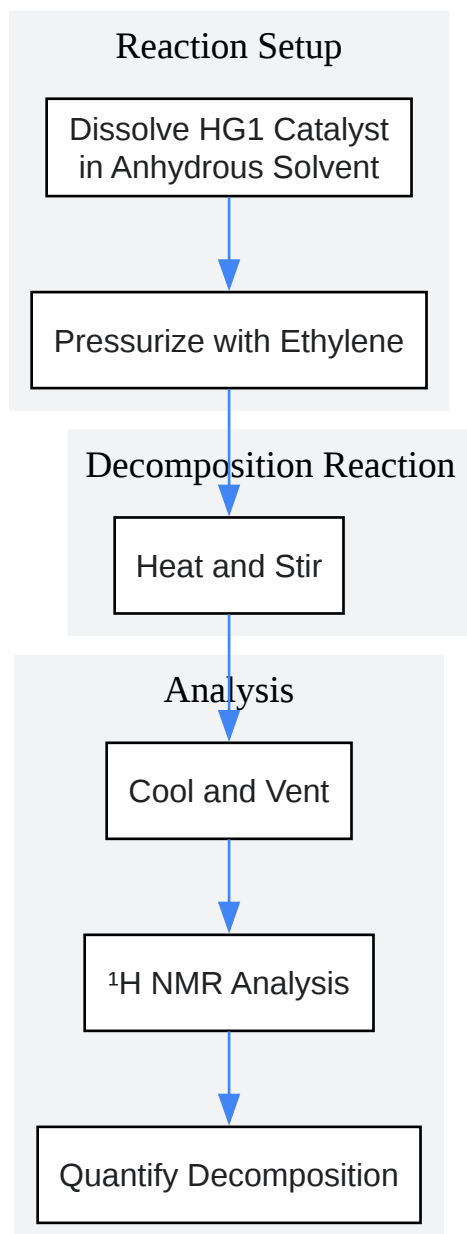 Reaction Setup
Dissolve HG1 Catalyst
in Anhydrous Solvent
Pressurize with Ethylene
Decomposition Reaction
Heat and Stir
Analysis
Cool and Vent
¹H NMR Analysis
Quantify Decomposition